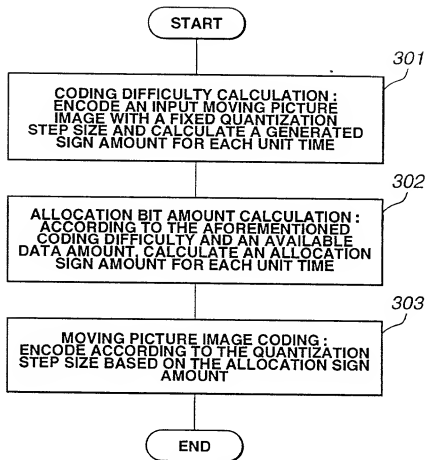 START
301
CODING DIFFICULTY CALCULATION :
ENCODE AN INPUT MOVING PICTURE
IMAGE WITH A FIXED QUANTIZATION
STEP SIZE AND CALCULATE A GENERATED
SIGN AMOUNT FOR EACH UNIT TIME
302
ALLOCATION BIT AMOUNT CALCULATION :
ACCORDING TO THE AFOREMENTIONED
CODING DIFFICULTY AND AN AVAILABLE
DATA AMOUNT, CALCULATE AN ALLOCATION
SIGN AMOUNT FOR EACH UNIT TIME
303
MOVING PICTURE IMAGE CODING :
ENCODE ACCORDING TO THE QUANTIZATION
STEP SIZE BASED ON THE ALLOCATION SIGN
AMOUNT
END